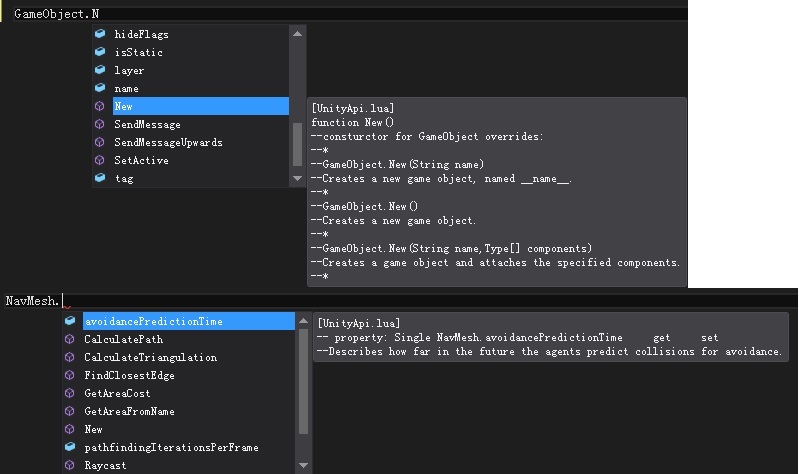 GameObject.N
hideFlags
isStatic
layer
name
New
SendMessage
SendMessageUpwards
SetActive
tag
[UnityApi.lua]
function New()
--consturctor for GameObject overrides:
--*
--GameObject.New(String name)
--Creates a new game object, named __name__.
--*
--GameObject.New()
--Creates a new game object.
--*
--GameObject.New(String name,Type[] components)
--Creates a game object and attaches the specified components.
--*
NavMesh.
avoidancePredictionTime
CalculatePath
CalculateTriangulation
FindClosestEdge
GetAreaCost
GetAreaFromName
New
pathfindingIterationsPerFrame
Raycast
[UnityApi.lua]
-- property: Single NavMesh.avoidancePredictionTime    get    set
--Describes how far in the future the agents predict collisions for avoidance.